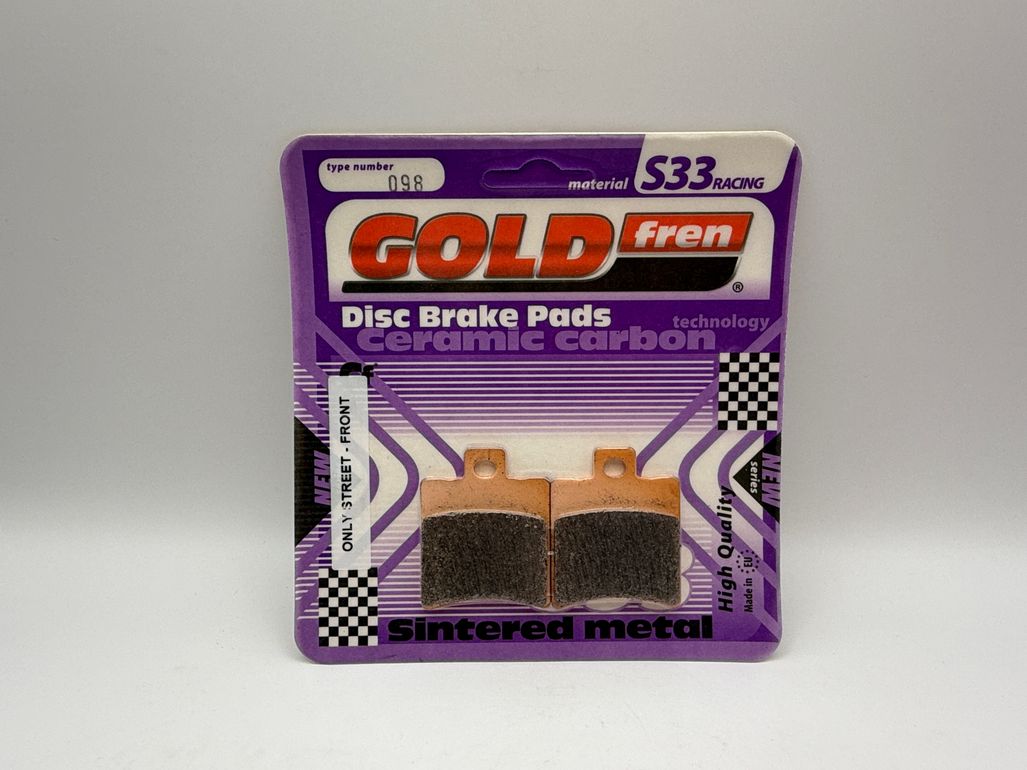 type number
098
material S33 RACING
GOLD fren ®
Disc Brake Pads
technology
Ceramic carbon
ONLY STREET - FRONT
NEW
NEW
series
High Quality
Made in EU
Sintered metal